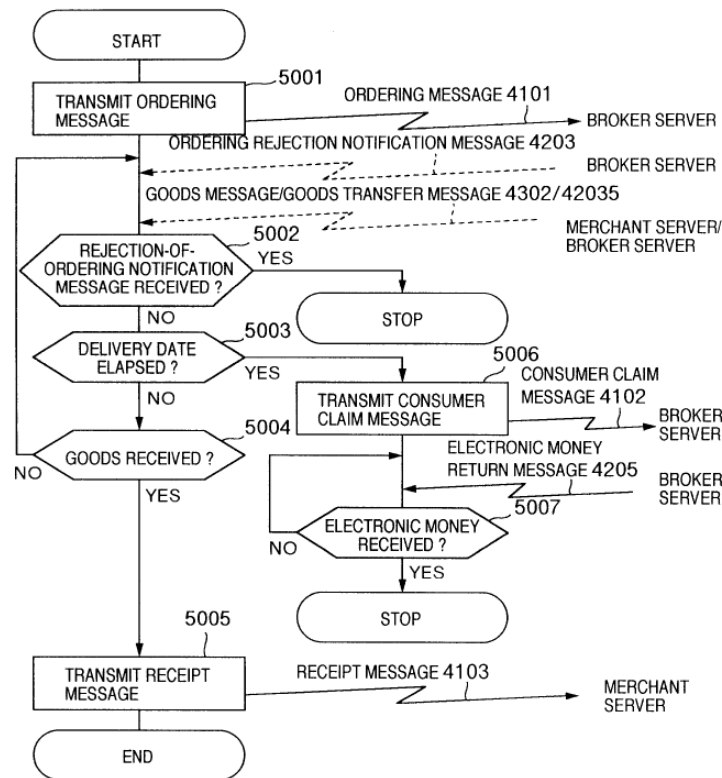 START
5001
TRANSMIT ORDERING
MESSAGE
ORDERING MESSAGE 4101
BROKER SERVER
ORDERING REJECTION NOTIFICATION MESSAGE 4203
BROKER SERVER
GOODS MESSAGE/GOODS TRANSFER MESSAGE 4302/42035
MERCHANT SERVER/
BROKER SERVER
5002
REJECTION-OF-
ORDERING NOTIFICATION
MESSAGE RECEIVED ?
YES
NO
STOP
5003
DELIVERY DATE
ELAPSED ?
YES
NO
5006
TRANSMIT CONSUMER
CLAIM MESSAGE
CONSUMER CLAIM
MESSAGE 4102
BROKER
SERVER
5004
GOODS RECEIVED ?
NO
YES
ELECTRONIC MONEY
RETURN MESSAGE 4205
BROKER
SERVER
5007
ELECTRONIC MONEY
RECEIVED ?
NO
YES
STOP
5005
TRANSMIT RECEIPT
MESSAGE
RECEIPT MESSAGE 4103
MERCHANT
SERVER
END